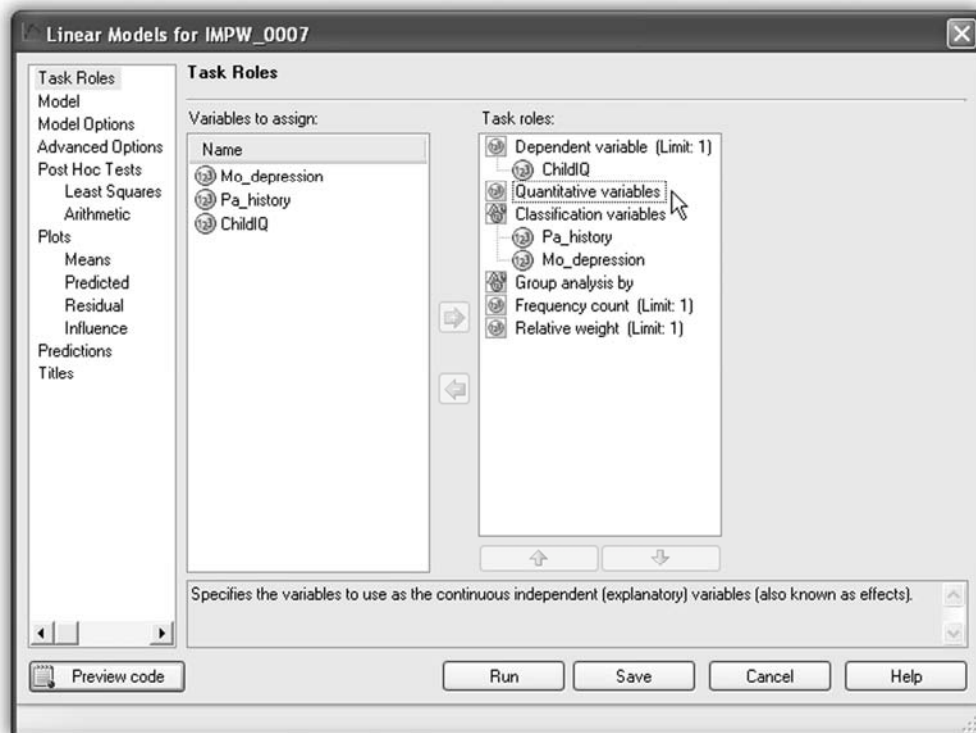 Linear Models for IMPW_0007
Task Roles
Model
Model Options
Advanced Options
Post Hoc Tests
Least Squares
Arithmetic
Plots
Means
Predicted
Residual
Influence
Predictions
Titles
Task Roles
Variables to assign:
Name
Mo_depression
Pa_history
ChildIQ
Task roles:
Dependent variable (Limit: 1)
ChildIQ
Quantitative variables
Classification variables
Pa_history
Mo_depression
Group analysis by
Frequency count (Limit: 1)
Relative weight (Limit: 1)
Specifies the variables to use as the continuous independent (explanatory) variables (also known as effects).
Preview code
Run
Save
Cancel
Help